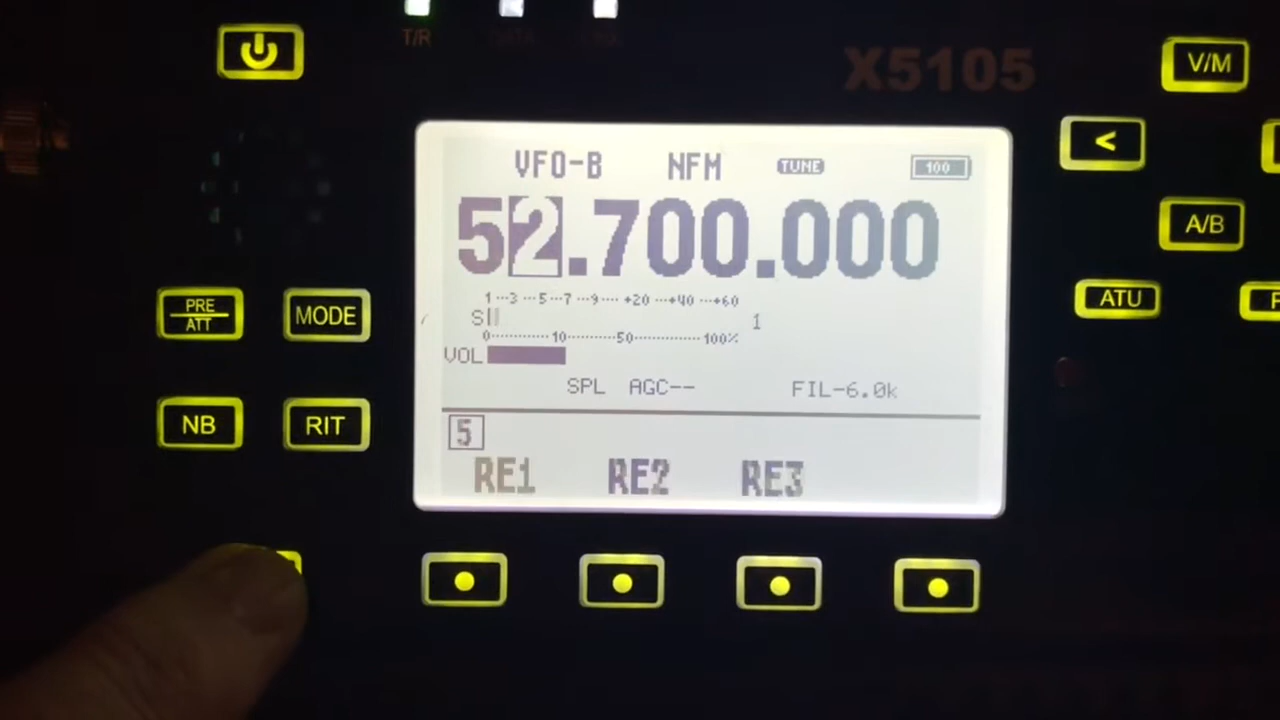 T/R
X5105
V/M
<
VFO-B NFM TUNE 100
52.700.000
A/B
1···3···5···7···9····+20···+40···+60
S 1
0··········10········50··········100%
VOL
PRE
ATT
MODE
ATU
SPL AGC-- FIL-6.0k
NB
RIT
5
RE1 RE2 RE3